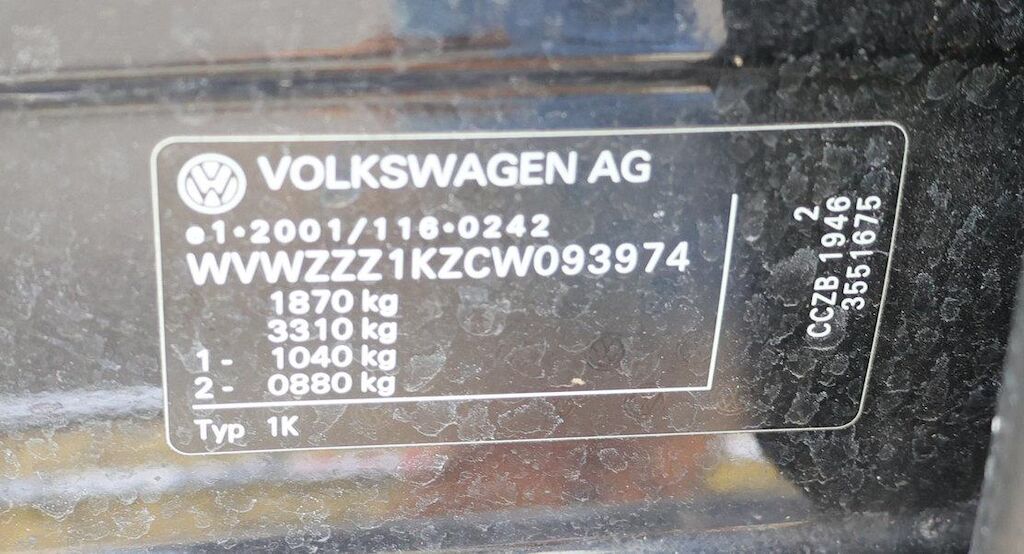 VOLKSWAGEN AG
e1*2001/116*0242
WVWZZZ1KZCW093974
1870 kg
3310 kg
1- 1040 kg
2- 0880 kg
Typ 1K
2
CCZB 1946
3551675